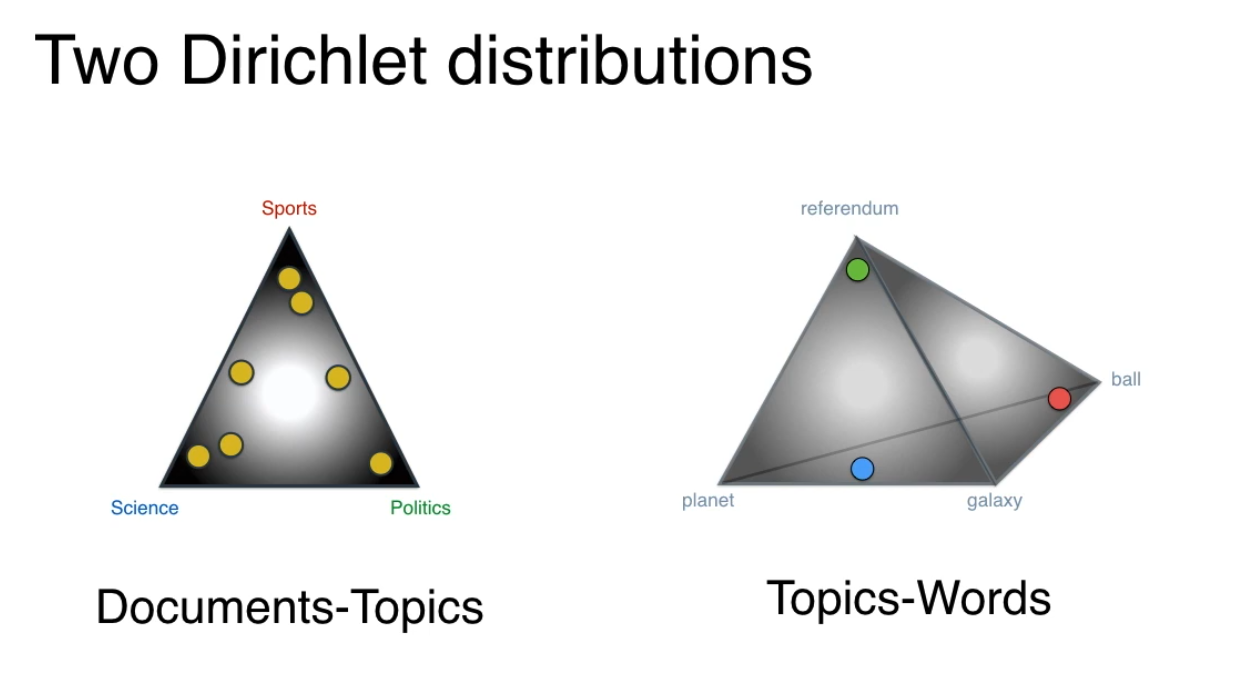 Two Dirichlet distributions
Sports
Science
Politics
Documents-Topics
referendum
ball
planet
galaxy
Topics-Words